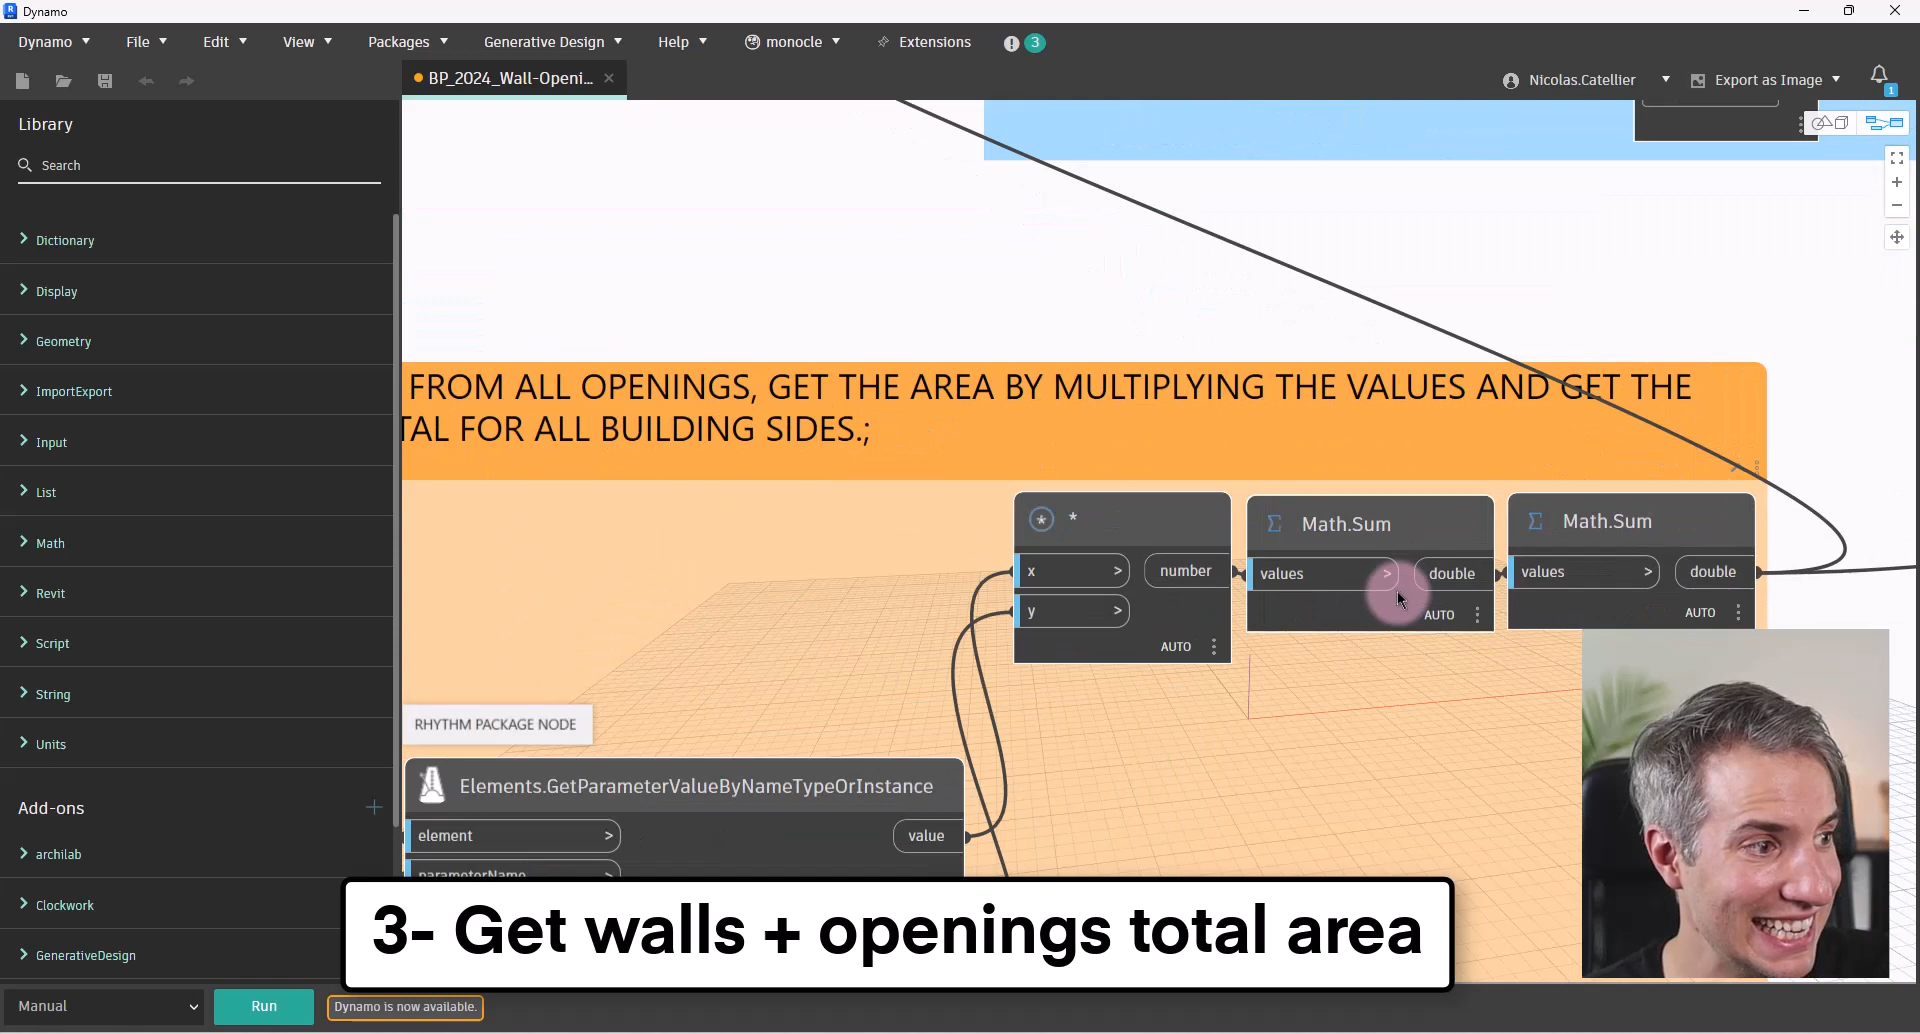 Dynamo
Dynamo File Edit View Packages Generative Design Help monocle Extensions 3
BP_2024_Wall-Openi...
Nicolas.Catellier Export as Image 1
Library
Search
Dictionary
Display
Geometry
ImportExport
Input
List
Math
Revit
Script
String
Units
Add-ons
archilab
Clockwork
GenerativeDesign
FROM ALL OPENINGS, GET THE AREA BY MULTIPLYING THE VALUES AND GET THE
TAL FOR ALL BUILDING SIDES.;
*
x > number
y >
AUTO
Math.Sum
values > double
AUTO
Math.Sum
values > double
AUTO
RHYTHM PACKAGE NODE
Elements.GetParameterValueByNameTypeOrInstance
element > value
parameterName >
3- Get walls + openings total area
Manual Run Dynamo is now available.